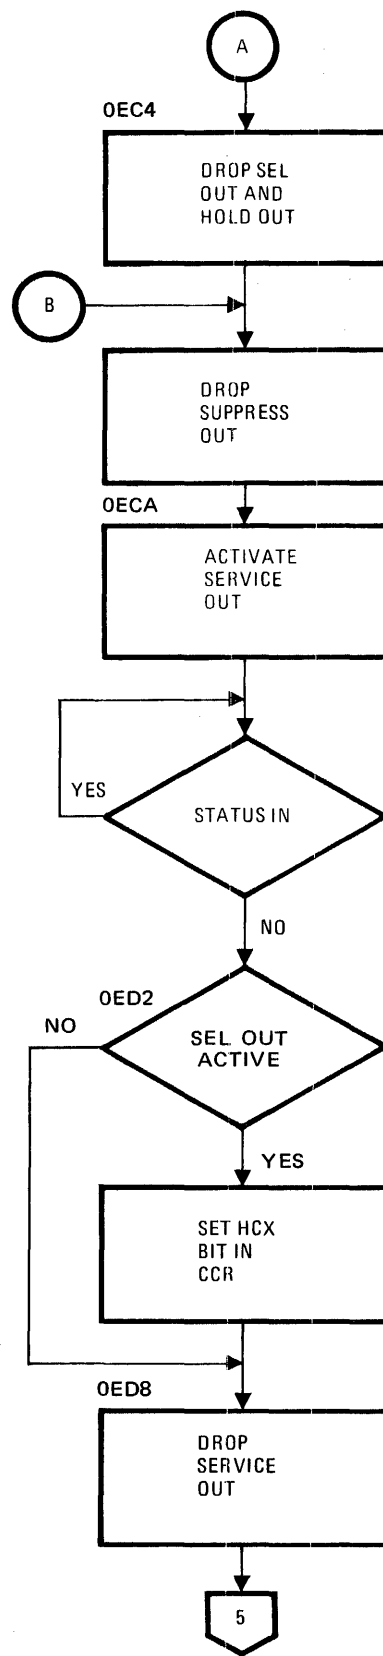 A
0EC4
DROP SEL
OUT AND
HOLD OUT
B
DROP
SUPPRESS
OUT
0ECA
ACTIVATE
SERVICE
OUT
YES
STATUS IN
NO
0ED2
NO
SEL OUT
ACTIVE
YES
SET HCX
BIT IN
CCR
0ED8
DROP
SERVICE
OUT
5